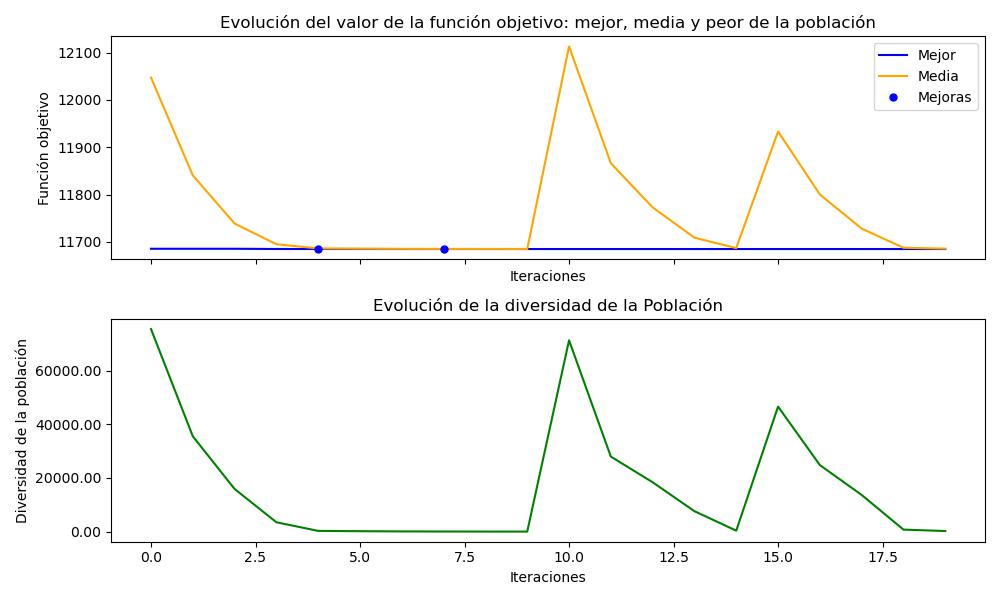 Evolución del valor de la función objetivo: mejor, media y peor de la población
12100
12000
11900
11800
11700
Función objetivo
Mejor
Media
Mejoras
Iteraciones
Evolución de la diversidad de la Población
60000.00
40000.00
20000.00
0.00
Diversidad de la población
0.0 2.5 5.0 7.5 10.0 12.5 15.0 17.5
Iteraciones